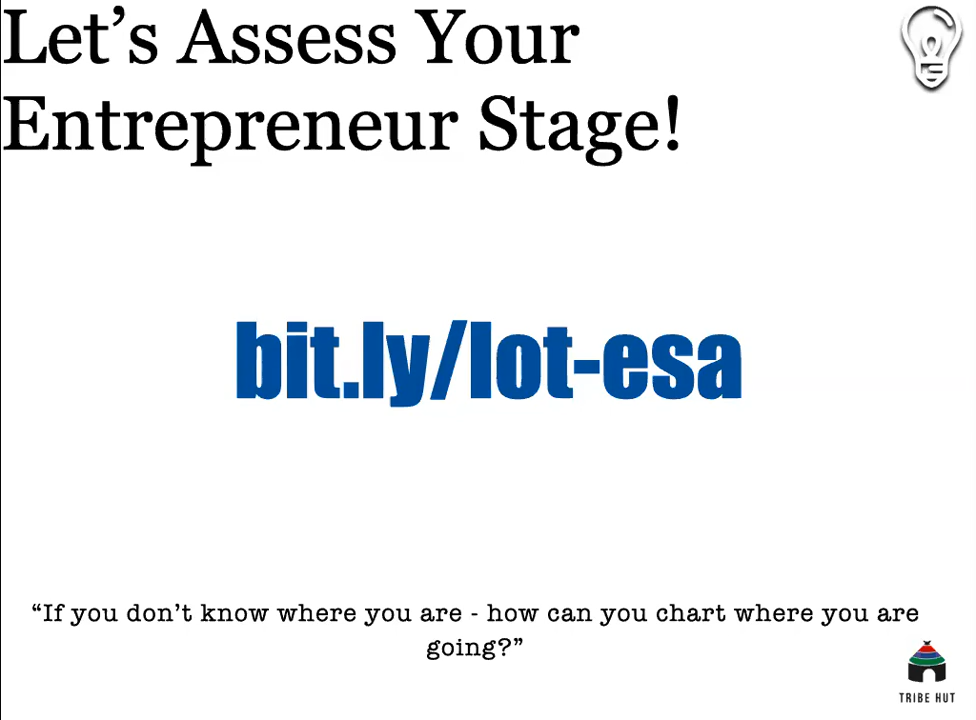 Let’s Assess Your
Entrepreneur Stage!
bit.ly/lot-esa
“If you don’t know where you are - how can you chart where you are
going?”
TRIBE HUT